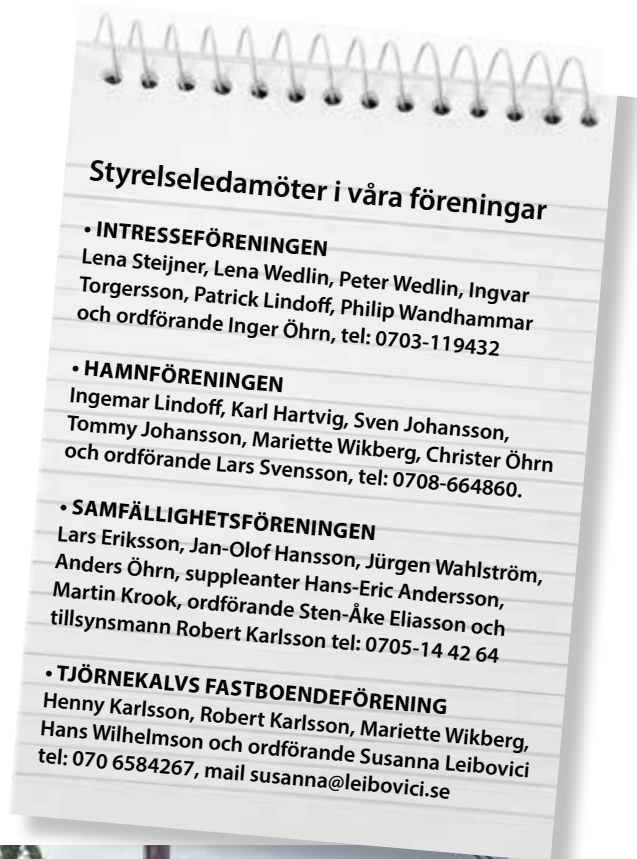 Styrelseledamöter i våra föreningar
• INTRESSEFÖRENINGEN
Lena Steijner, Lena Wedlin, Peter Wedlin, Ingvar
Torgersson, Patrick Lindoff, Philip Wandhammar
och ordförande Inger Öhrn, tel: 0703-119432
• HAMNFÖRENINGEN
Ingemar Lindoff, Karl Hartvig, Sven Johansson,
Tommy Johansson, Mariette Wikberg, Christer Öhrn
och ordförande Lars Svensson, tel: 0708-664860.
• SAMFÄLLIGHETSFÖRENINGEN
Lars Eriksson, Jan-Olof Hansson, Jürgen Wahlström,
Anders Öhrn, suppleanter Hans-Eric Andersson,
Martin Krook, ordförande Sten-Åke Eliasson och
tillsynsmann Robert Karlsson tel: 0705-14 42 64
• TJÖRNEKALVS FASTBOENDEFÖRENING
Henny Karlsson, Robert Karlsson, Mariette Wikberg,
Hans Wilhelmson och ordförande Susanna Leibovici
tel: 070 6584267, mail susanna@leibovici.se